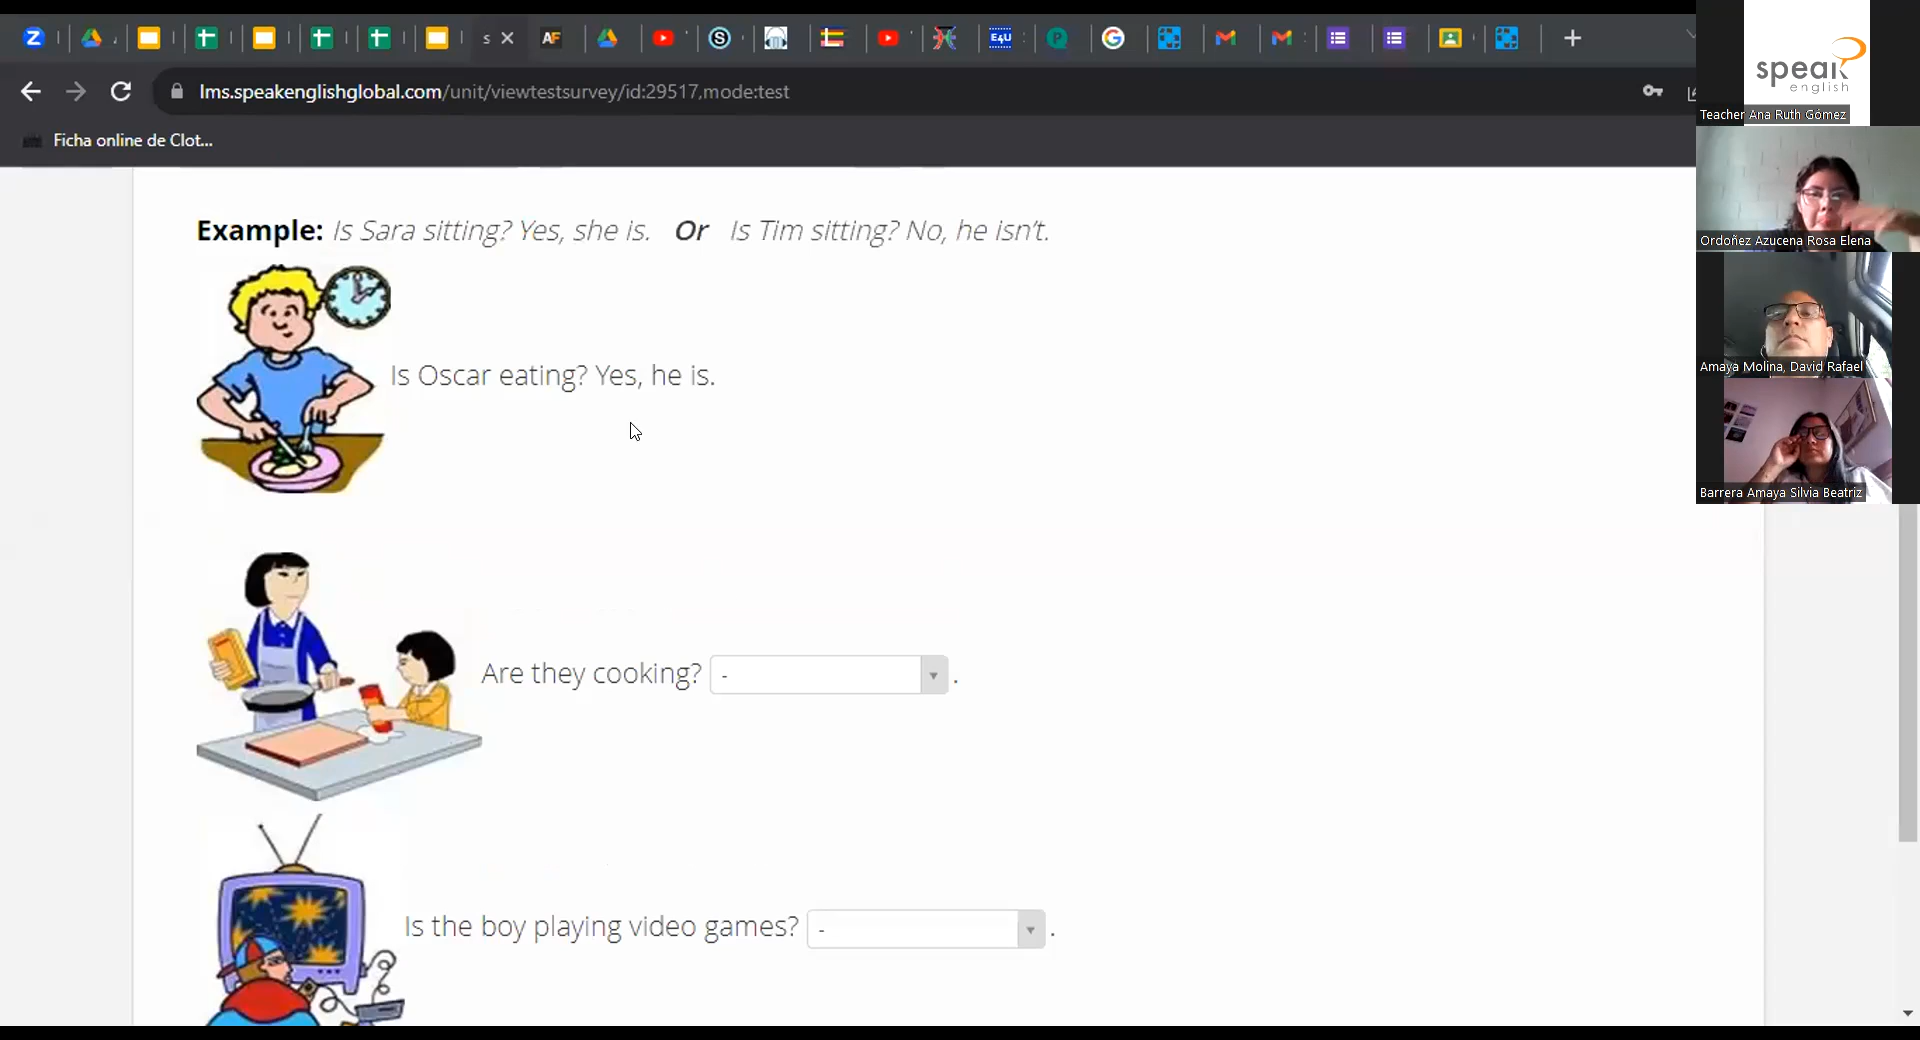 s
AF
E4U
lms.speakenglishglobal.com/unit/viewtestsurvey/id:29517,mode:test
Ficha online de Clot...
Example: Is Sara sitting? Yes, she is. Or Is Tim sitting? No, he isn't.
Is Oscar eating? Yes, he is.
Are they cooking? - .
Is the boy playing video games? - .
speak
english
Teacher Ana Ruth Gómez
Ordoñez Azucena Rosa Elena
Amaya Molina, David Rafael
Barrera Amaya Silvia Beatriz